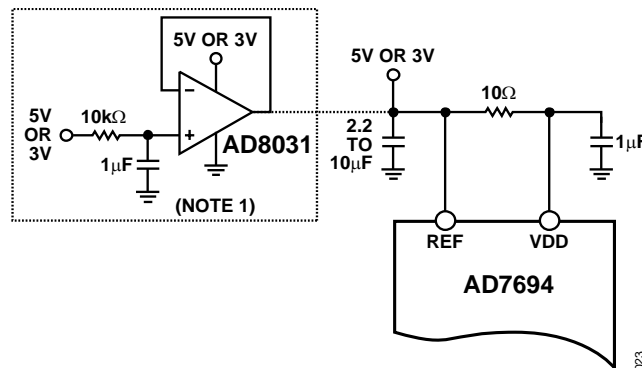 5V OR 3V
5V OR 3V
5V
OR
3V
10kΩ
1μF
−
+
AD8031
(NOTE 1)
10Ω
2.2
TO
10μF
1μF
REF
VDD
AD7694